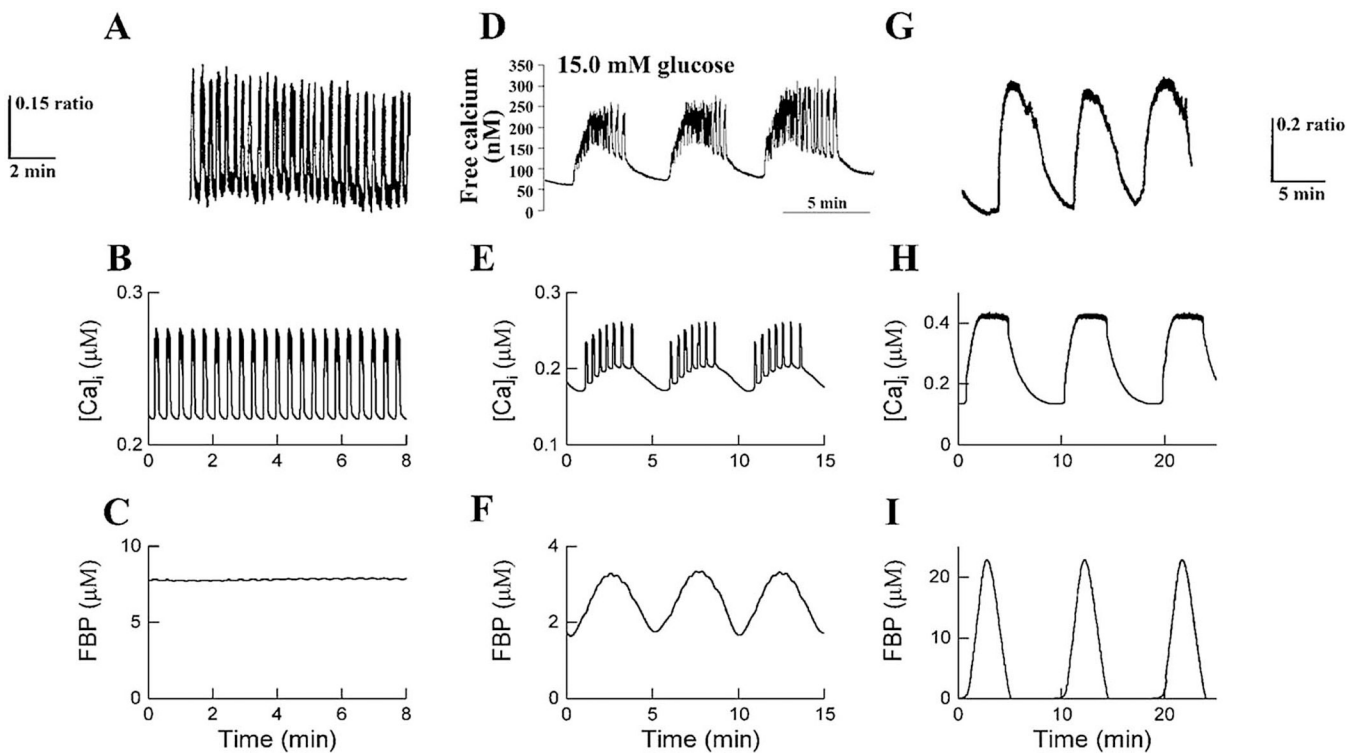 A
D
G
0.15 ratio
2 min
15.0 mM glucose
Free calcium
(nM)
350
300
250
200
150
100
50
0
5 min
0.2 ratio
5 min
B
E
H
[Ca]i (μM)
0.3
0.2
0 2 4 6 8
[Ca]i (μM)
0.3
0.2
0.1
0 5 10 15
[Ca]i (μM)
0.4
0.2
0
0 10 20
C
F
I
FBP (μM)
10
5
0
0 2 4 6 8
Time (min)
FBP (μM)
4
2
0
0 5 10 15
Time (min)
FBP (μM)
20
10
0
0 10 20
Time (min)